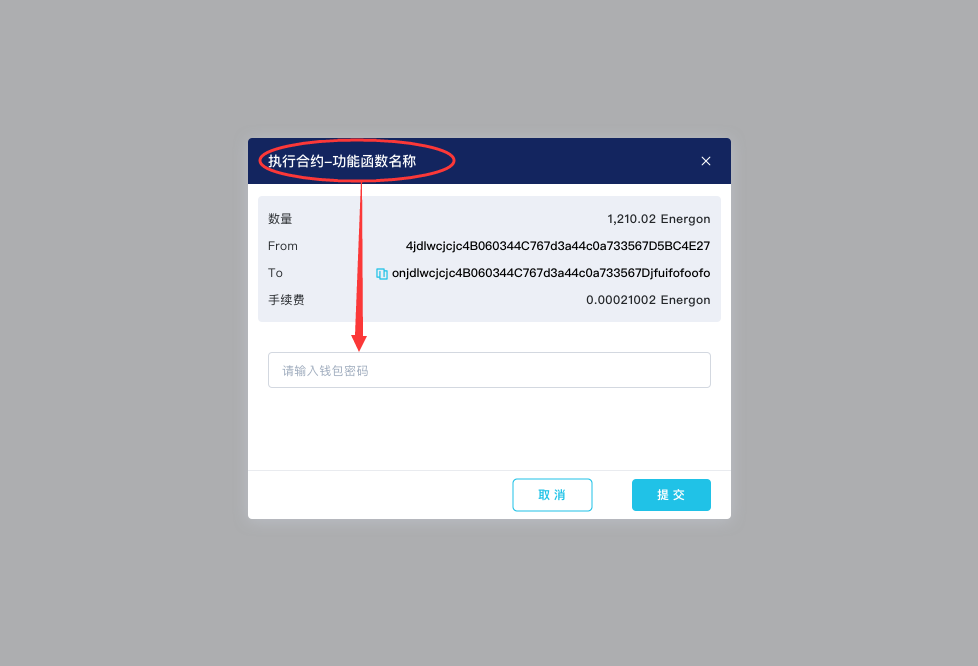 执行合约–功能函数名称
数量 1,210.02 Energon
From 4jdlwcjcjc4B060344C767d3a44c0a733567D5BC4E27
To onjdlwcjcjc4B060344C767d3a44c0a733567Djfuifofoofo
手续费 0.00021002 Energon
请输入钱包密码
取消 提交